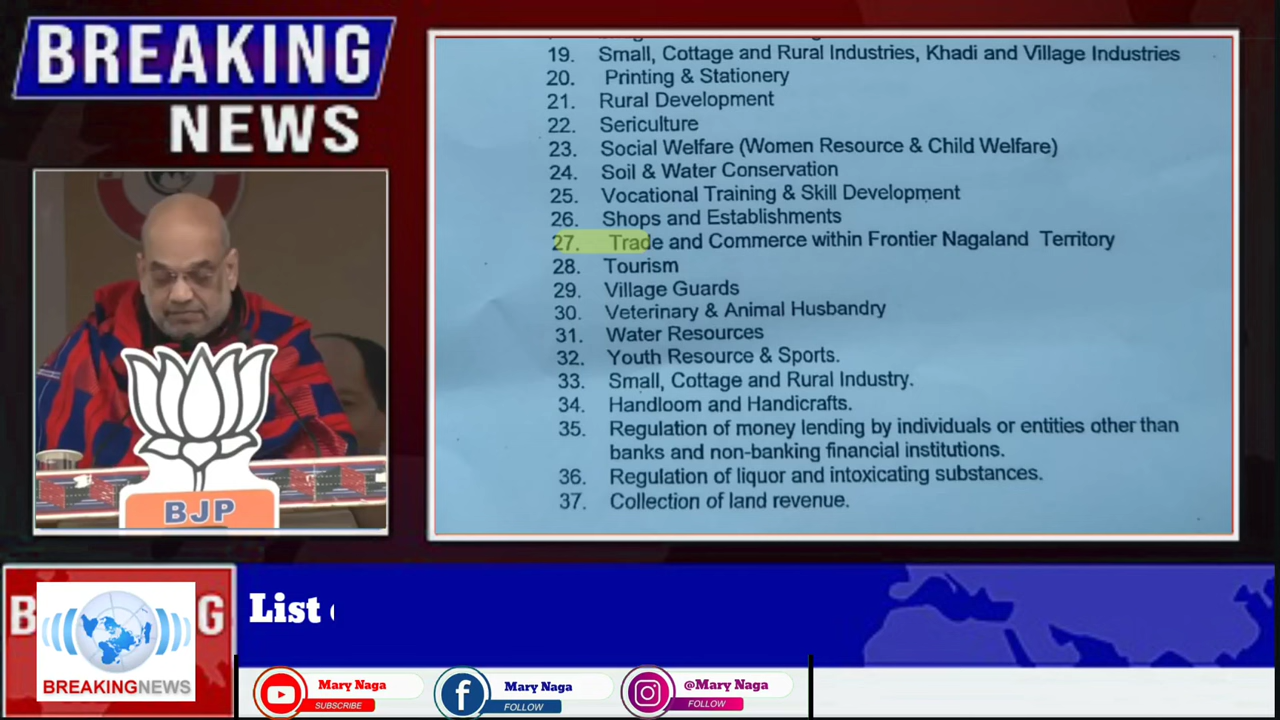 BREAKING
NEWS
19. Small, Cottage and Rural Industries, Khadi and Village Industries
20. Printing & Stationery
21. Rural Development
22. Sericulture
23. Social Welfare (Women Resource & Child Welfare)
24. Soil & Water Conservation
25. Vocational Training & Skill Development
26. Shops and Establishments
27. Trade and Commerce within Frontier Nagaland Territory
28. Tourism
29. Village Guards
30. Veterinary & Animal Husbandry
31. Water Resources
32. Youth Resource & Sports.
33. Small, Cottage and Rural Industry.
34. Handloom and Handicrafts.
35. Regulation of money lending by individuals or entities other than
banks and non-banking financial institutions.
36. Regulation of liquor and intoxicating substances.
37. Collection of land revenue.
BJP
List
BREAKINGNEWS
Mary Naga
SUBSCRIBE
Mary Naga
FOLLOW
@Mary Naga
FOLLOW